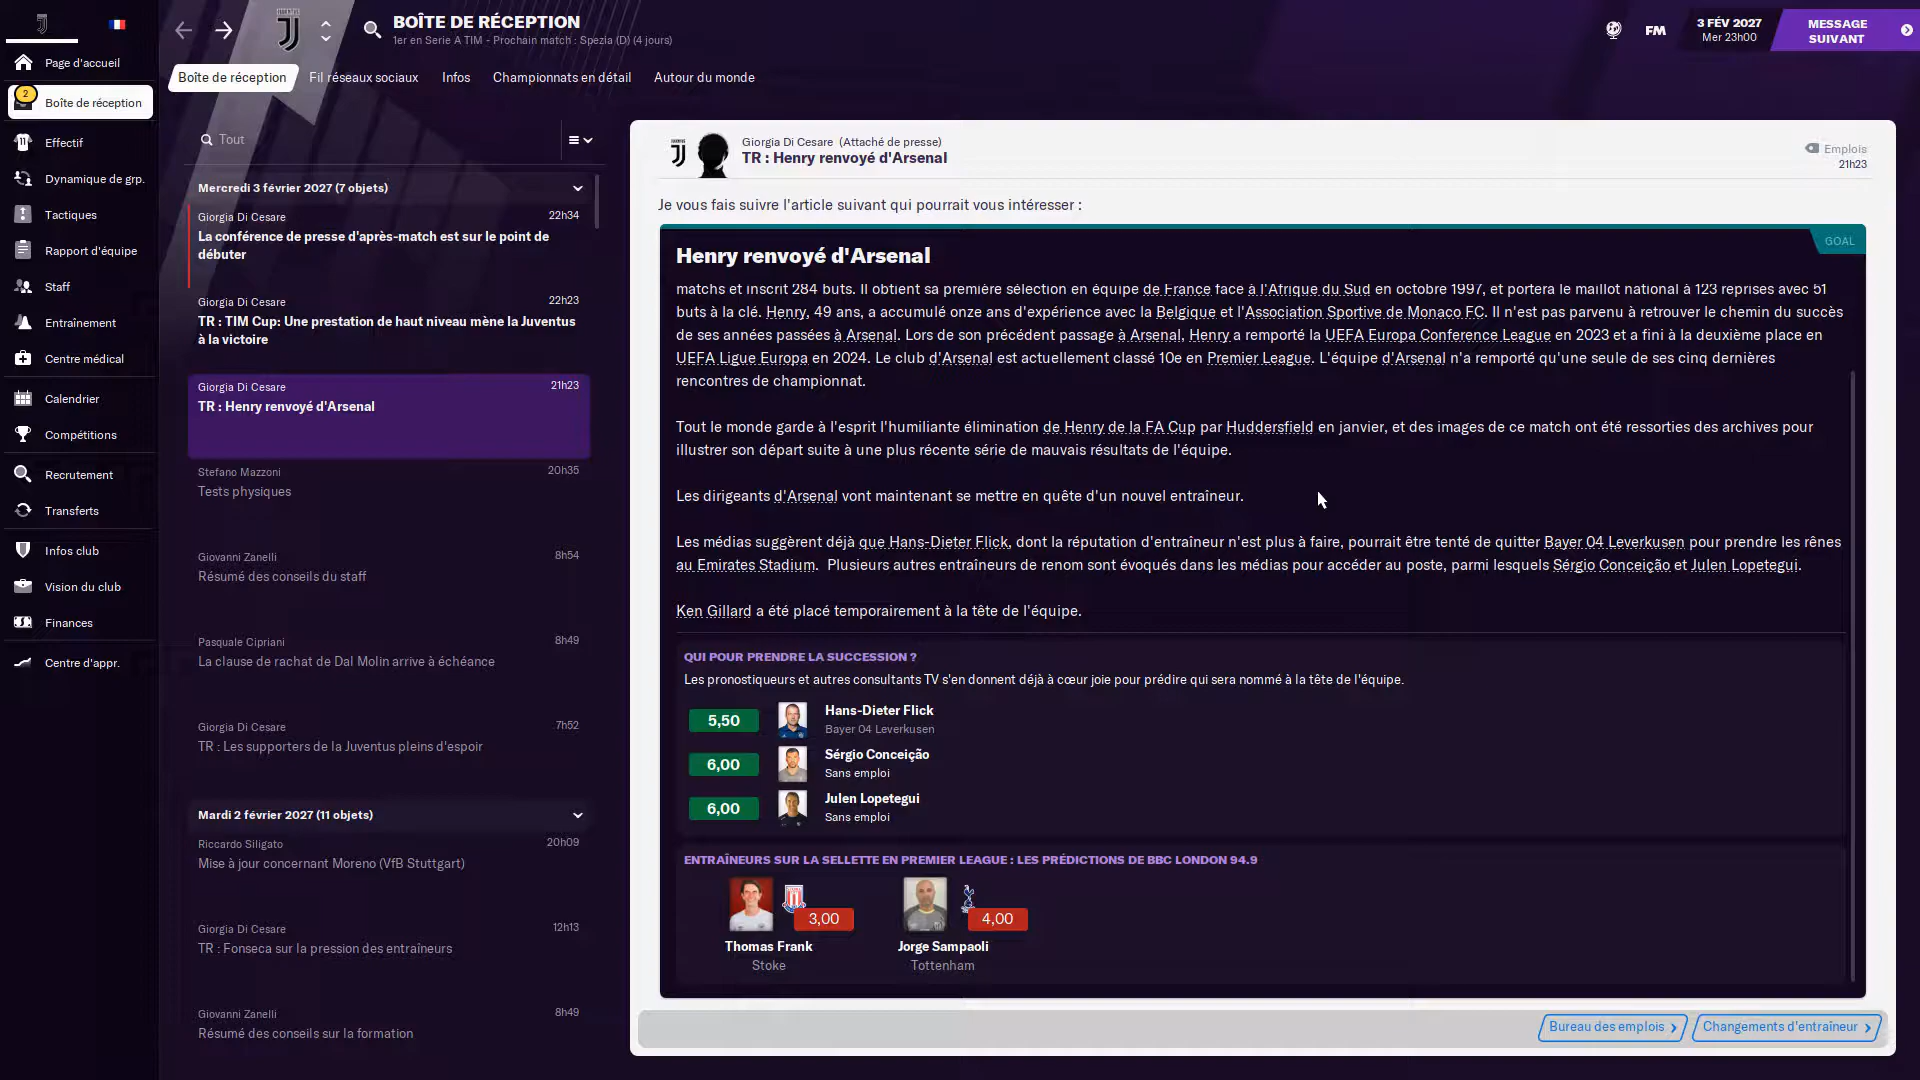 BOÎTE DE RÉCEPTION
1er en Serie A TIM - Prochain match : Spezia (D) (4 jours)
FM
3 FÉV 2027
Mer 23h00
MESSAGE
SUIVANT
Boîte de réception
Fil réseaux sociaux
Infos
Championnats en détail
Autour du monde
Page d'accueil
2
Boîte de réception
Effectif
Dynamique de grp.
Tactiques
Rapport d'équipe
Staff
Entraînement
Centre médical
Calendrier
Compétitions
Recrutement
Transferts
Infos club
Vision du club
Finances
Centre d'appr.
Tout
Mercredi 3 février 2027 (7 objets)
Giorgia Di Cesare 22h34
La conférence de presse d'après-match est sur le point de
débuter
Giorgia Di Cesare 22h23
TR : TIM Cup: Une prestation de haut niveau mène la Juventus
à la victoire
Giorgia Di Cesare 21h23
TR : Henry renvoyé d'Arsenal
Stefano Mazzoni 20h35
Tests physiques
Giovanni Zanelli 8h54
Résumé des conseils du staff
Pasquale Cipriani 8h49
La clause de rachat de Dal Molin arrive à échéance
Giorgia Di Cesare 7h52
TR : Les supporters de la Juventus pleins d'espoir
Mardi 2 février 2027 (11 objets)
Riccardo Siligato 20h09
Mise à jour concernant Moreno (VfB Stuttgart)
Giorgia Di Cesare 12h13
TR : Fonseca sur la pression des entraîneurs
Giovanni Zanelli 8h49
Résumé des conseils sur la formation
Giorgia Di Cesare (Attaché de presse)
TR : Henry renvoyé d'Arsenal
Emplois
21h23
Je vous fais suivre l'article suivant qui pourrait vous intéresser :
GOAL
Henry renvoyé d'Arsenal
matchs et inscrit 284 buts. Il obtient sa première sélection en équipe de France face à l'Afrique du Sud en octobre 1997, et portera le maillot national à 123 reprises avec 51
buts à la clé. Henry, 49 ans, a accumulé onze ans d'expérience avec la Belgique et l'Association Sportive de Monaco FC. Il n'est pas parvenu à retrouver le chemin du succès
de ses années passées à Arsenal. Lors de son précédent passage à Arsenal, Henry a remporté la UEFA Europa Conference League en 2023 et a fini à la deuxième place en
UEFA Ligue Europa en 2024. Le club d'Arsenal est actuellement classé 10e en Premier League. L'équipe d'Arsenal n'a remporté qu'une seule de ses cinq dernières
rencontres de championnat.
Tout le monde garde à l'esprit l'humiliante élimination de Henry de la FA Cup par Huddersfield en janvier, et des images de ce match ont été ressorties des archives pour
illustrer son départ suite à une plus récente série de mauvais résultats de l'équipe.
Les dirigeants d'Arsenal vont maintenant se mettre en quête d'un nouvel entraîneur.
Les médias suggèrent déjà que Hans-Dieter Flick, dont la réputation d'entraîneur n'est plus à faire, pourrait être tenté de quitter Bayer 04 Leverkusen pour prendre les rênes
au Emirates Stadium. Plusieurs autres entraîneurs de renom sont évoqués dans les médias pour accéder au poste, parmi lesquels Sérgio Conceição et Julen Lopetegui.
Ken Gillard a été placé temporairement à la tête de l'équipe.
QUI POUR PRENDRE LA SUCCESSION ?
Les pronostiqueurs et autres consultants TV s'en donnent déjà à cœur joie pour prédire qui sera nommé à la tête de l'équipe.
5,50 Hans-Dieter Flick
Bayer 04 Leverkusen
6,00 Sérgio Conceição
Sans emploi
6,00 Julen Lopetegui
Sans emploi
ENTRAÎNEURS SUR LA SELLETTE EN PREMIER LEAGUE : LES PRÉDICTIONS DE BBC LONDON 94.9
3,00 4,00
Thomas Frank Jorge Sampaoli
Stoke Tottenham
Bureau des emplois
Changements d'entraîneur